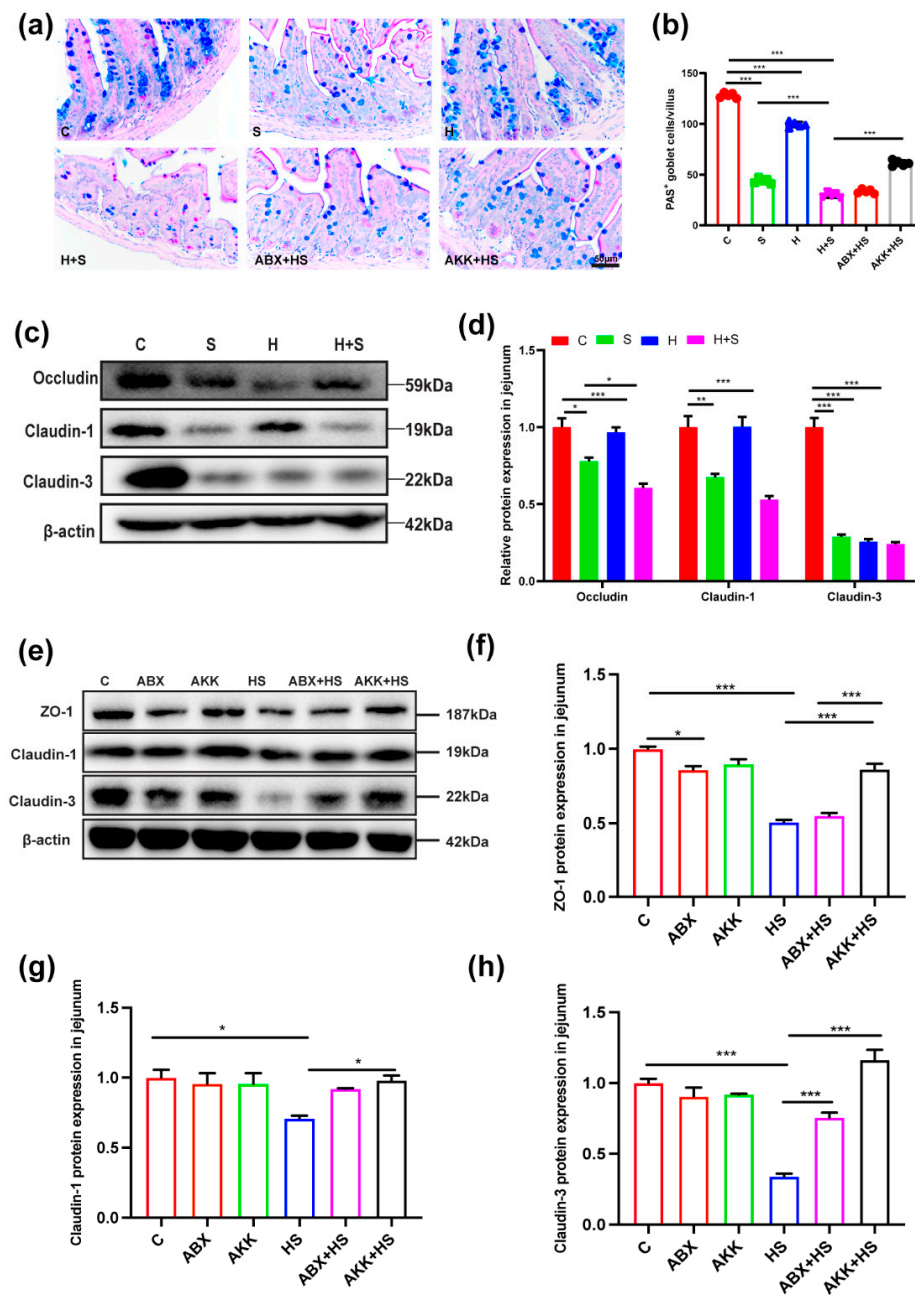 (a)
C
S
H
H+S
ABX+HS
AKK+HS
50μm
(b)
PAS+ goblet cells/villus
150
100
50
0
***
***
***
***
***
C
S
H
H+S
ABX+HS
AKK+HS
(c)
C S H H+S
Occludin 59kDa
Claudin-1 19kDa
Claudin-3 22kDa
β-actin 42kDa
(d)
C S H H+S
Relative protein expression in jejunum
1.5
1.0
0.5
0.0
*
***
*
***
**
***
***
***
Occludin Claudin-1 Claudin-3
(e)
C ABX AKK HS ABX+HS AKK+HS
ZO-1 187kDa
Claudin-1 19kDa
Claudin-3 22kDa
β-actin 42kDa
(f)
ZO-1 protein expression in jejunum
1.5
1.0
0.5
0.0
***
***
***
*
C
ABX
AKK
HS
ABX+HS
AKK+HS
(g)
Claudin-1 protein expression in jejunum
1.5
1.0
0.5
0.0
*
*
C
ABX
AKK
HS
ABX+HS
AKK+HS
(h)
Claudin-3 protein expression in jejunum
1.5
1.0
0.5
0.0
***
***
***
C
ABX
AKK
HS
ABX+HS
AKK+HS